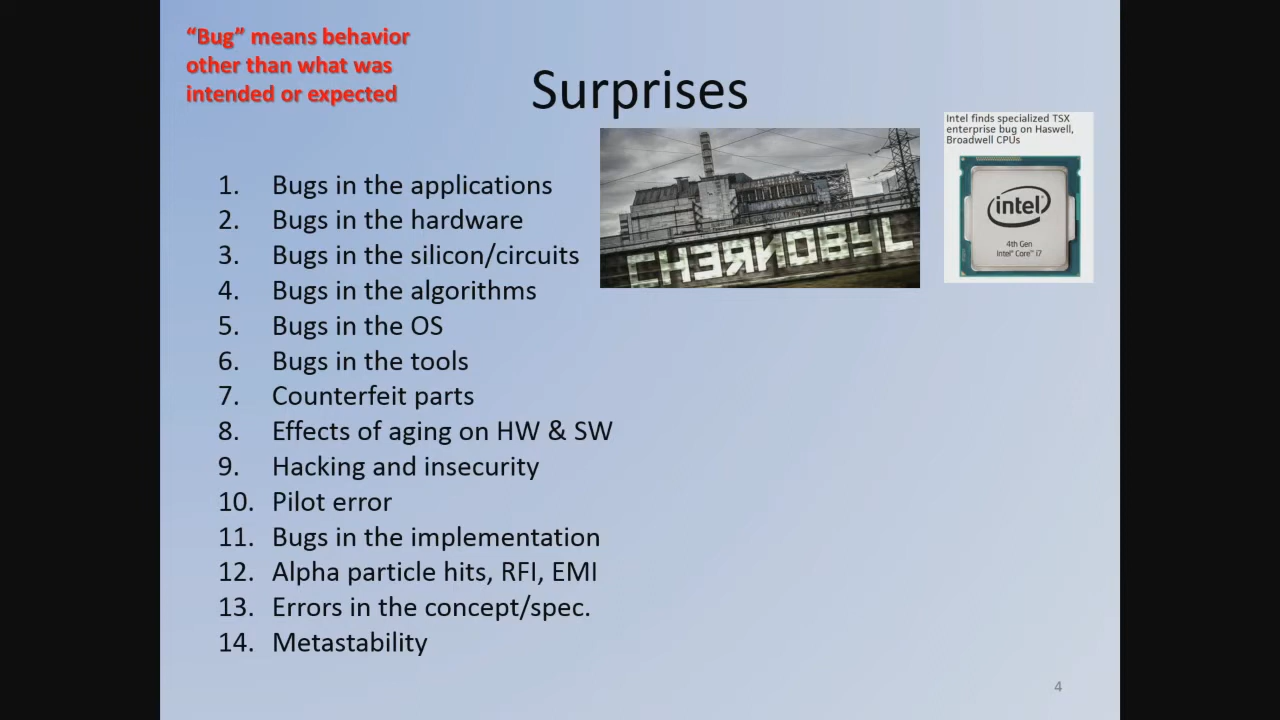 “Bug” means behavior
other than what was
intended or expected
Surprises
Intel finds specialized TSX
enterprise bug on Haswell,
Broadwell CPUs
1. Bugs in the applications
2. Bugs in the hardware
3. Bugs in the silicon/circuits
4. Bugs in the algorithms
5. Bugs in the OS
6. Bugs in the tools
7. Counterfeit parts
8. Effects of aging on HW & SW
9. Hacking and insecurity
10. Pilot error
11. Bugs in the implementation
12. Alpha particle hits, RFI, EMI
13. Errors in the concept/spec.
14. Metastability
CHEЯNOBYL
intel
4th Gen
Intel® Core™ i7
4